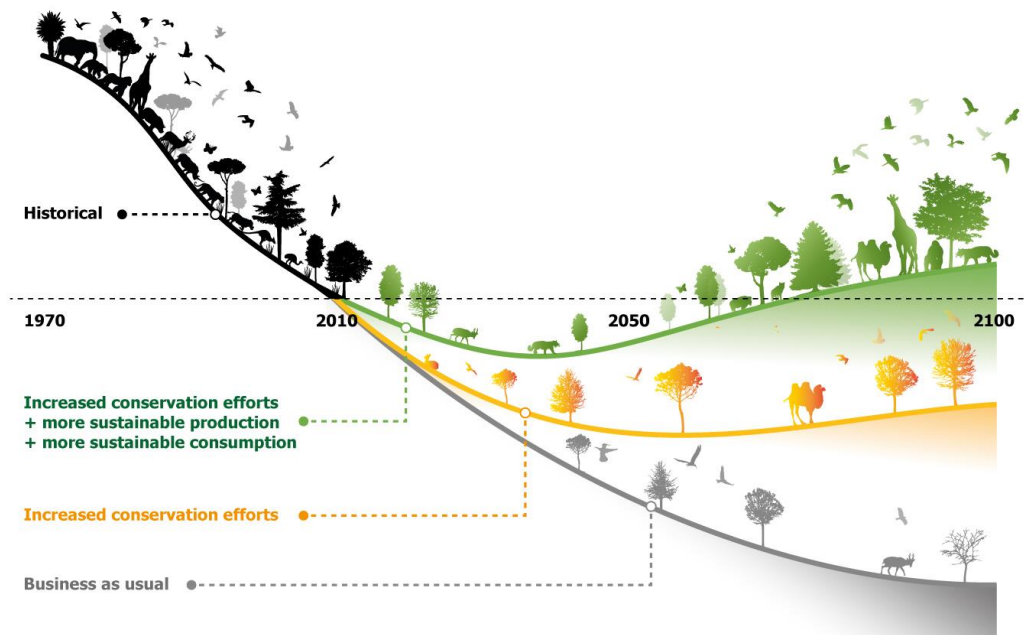 Historical
1970
2010
2050
2100
Increased conservation efforts
+ more sustainable production
+ more sustainable consumption
Increased conservation efforts
Business as usual